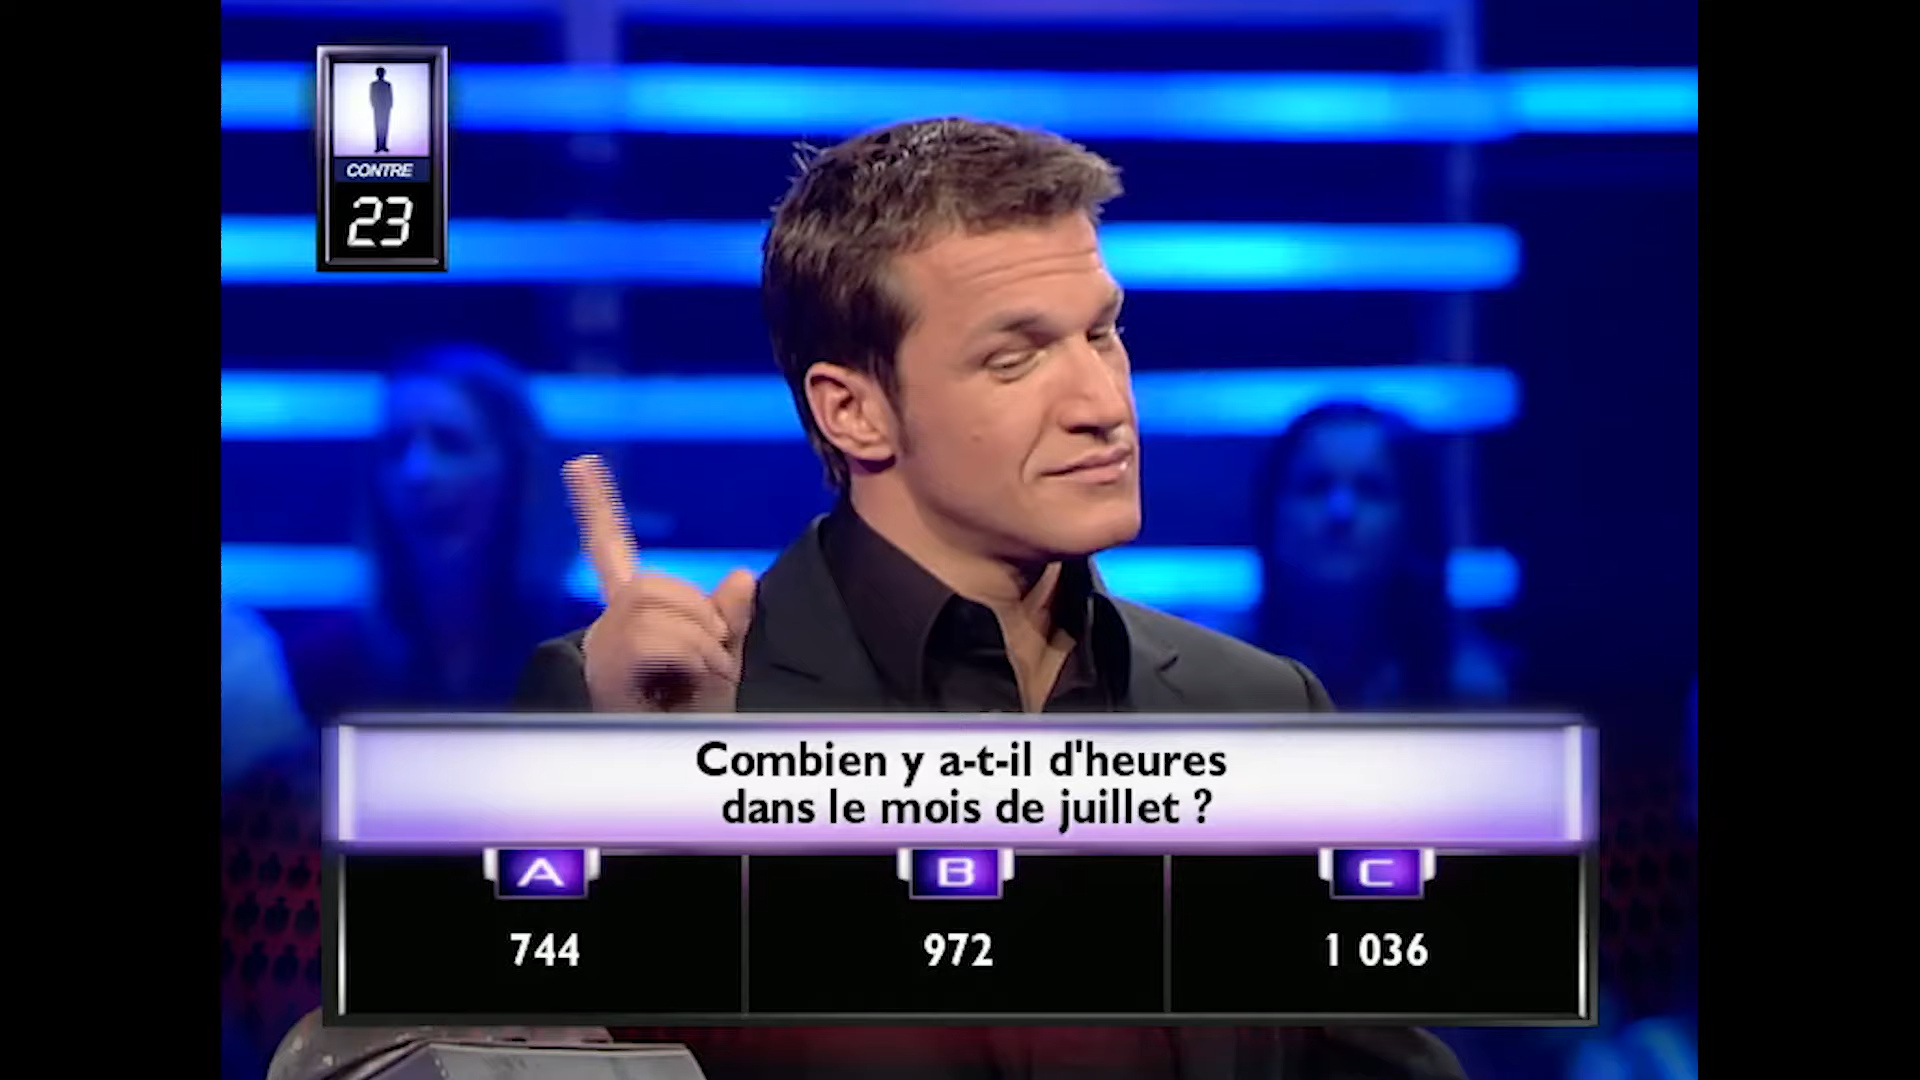 CONTRE
23
Combien y a-t-il d'heures
dans le mois de juillet ?
A
B
C
744
972
1 036